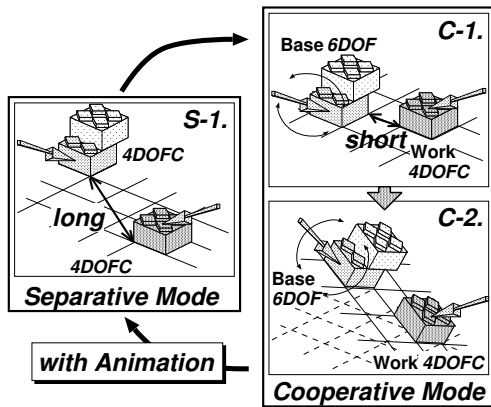 S-1.
4DOFC
long
4DOFC
Separative Mode
C-1.
Base 6DOF
short
Work
4DOFC
C-2.
Base
6DOF
Work 4DOFC
Cooperative Mode
with Animation